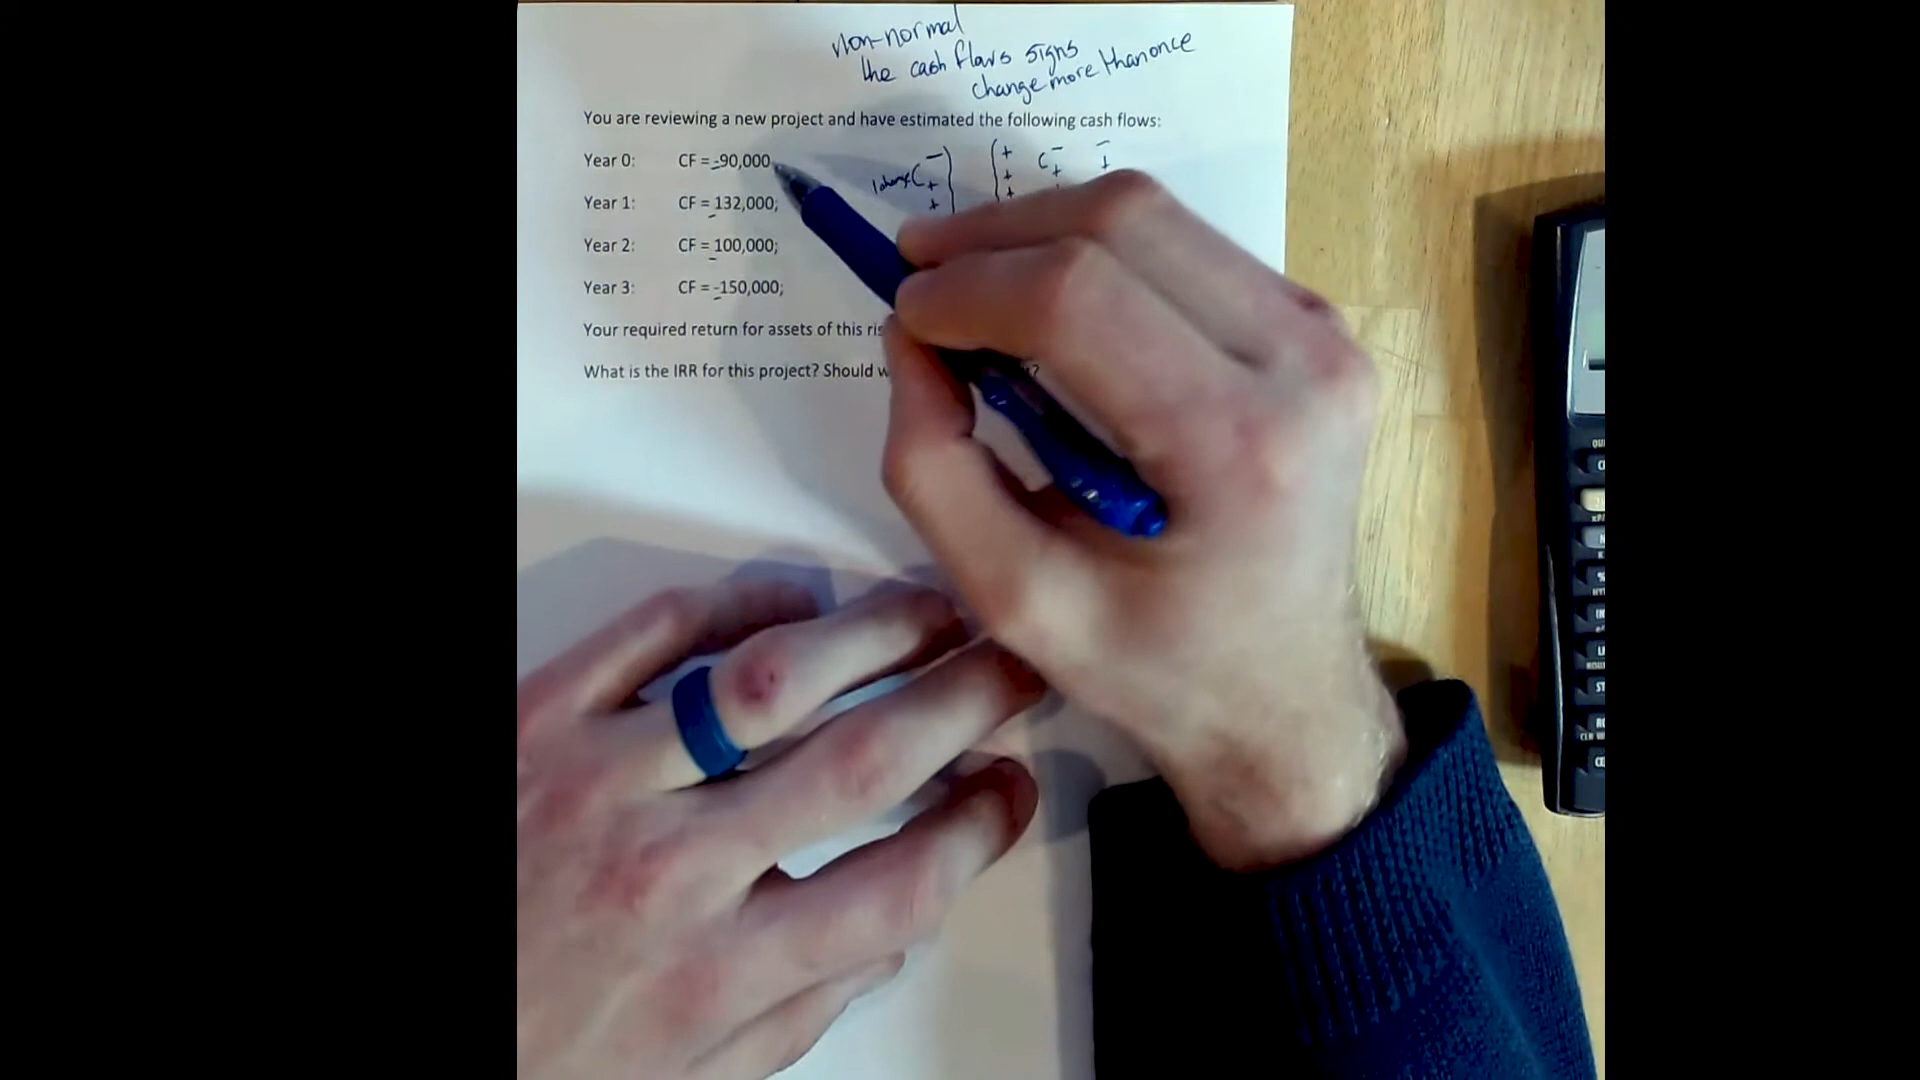 non-normal
the cash flows signs
change more than once
You are reviewing a new project and have estimated the following cash flows:
Year 0: CF = -90,000
1 change
Year 1: CF = 132,000;
Year 2: CF = 100,000;
Year 3: CF = -150,000;
Your required return for assets of this
What is the IRR for this project? Should